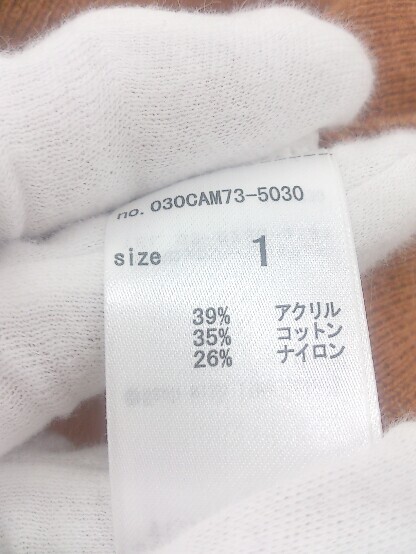 no. 030CAM73-5030
size 1
39% アクリル
35% コットン
26% ナイロン